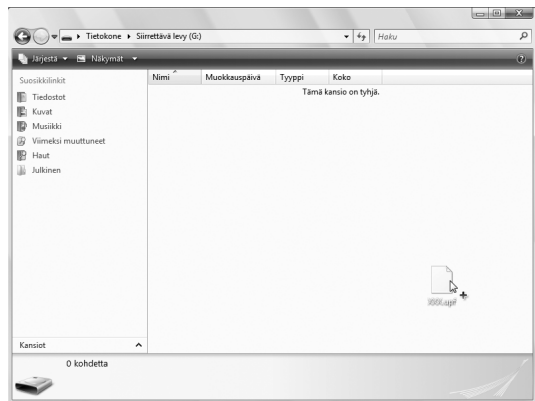 Tietokone ▸ Siirrettävä levy (G:)
Haku
Järjestä
Näkymät
Suosikkilinkit
Tiedostot
Kuvat
Musiikki
Viimeksi muuttuneet
Haut
Julkinen
Kansiot
Nimi Muokkauspäivä Tyyppi Koko
Tämä kansio on tyhjä.
0 kohdetta